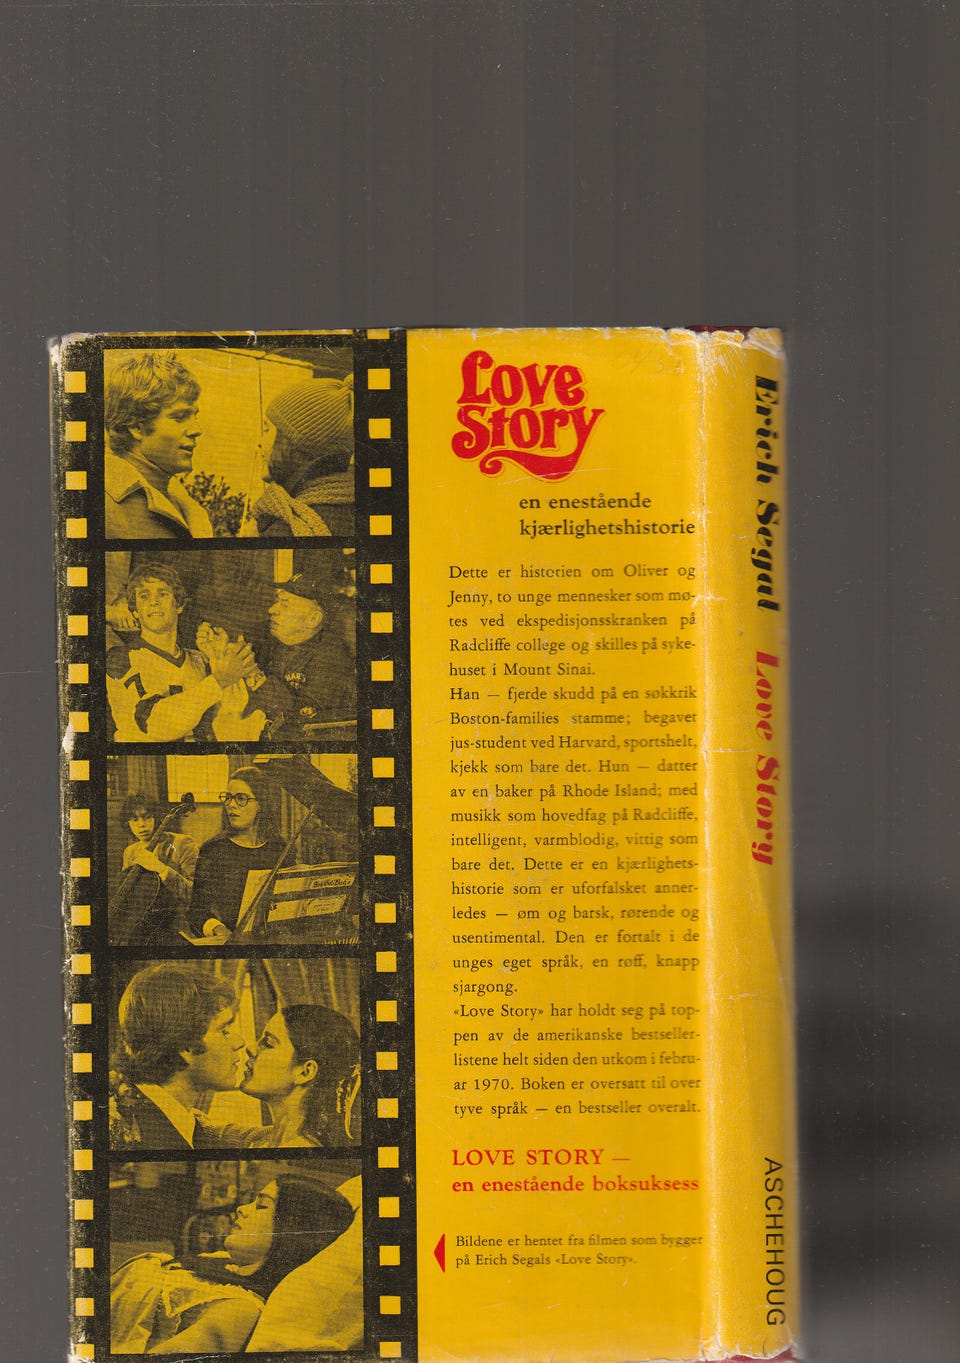 Love
Story
en enestående
kjærlighetshistorie
Dette er historien om Oliver og
Jenny, to unge mennesker som mø-
tes ved ekspedisjonsskranken på
Radcliffe college og skilles på syke-
huset i Mount Sinai.
Han — fjerde skudd på en søkkrik
Boston-families stamme; begavet
jus-student ved Harvard, sportshelt,
kjekk som bare det. Hun — datter
av en baker på Rhode Island; med
musikk som hovedfag på Radcliffe,
intelligent, varmblodig, vittig som
bare det. Dette er en kjærlighets-
historie som er uforfalsket anner-
ledes — øm og barsk, rørende og
usentimental. Den er fortalt i de
unges eget språk, en røff, knapp
sjargong.
«Love Story» har holdt seg på top-
pen av de amerikanske bestseller-
listene helt siden den utkom i febru-
ar 1970. Boken er oversatt til over
tyve språk — en bestseller overalt.
LOVE STORY —
en enestående boksuksess
Bildene er hentet fra filmen som bygger
på Erich Segals «Love Story».
Erich Segal Love Story
ASCHEHOUG